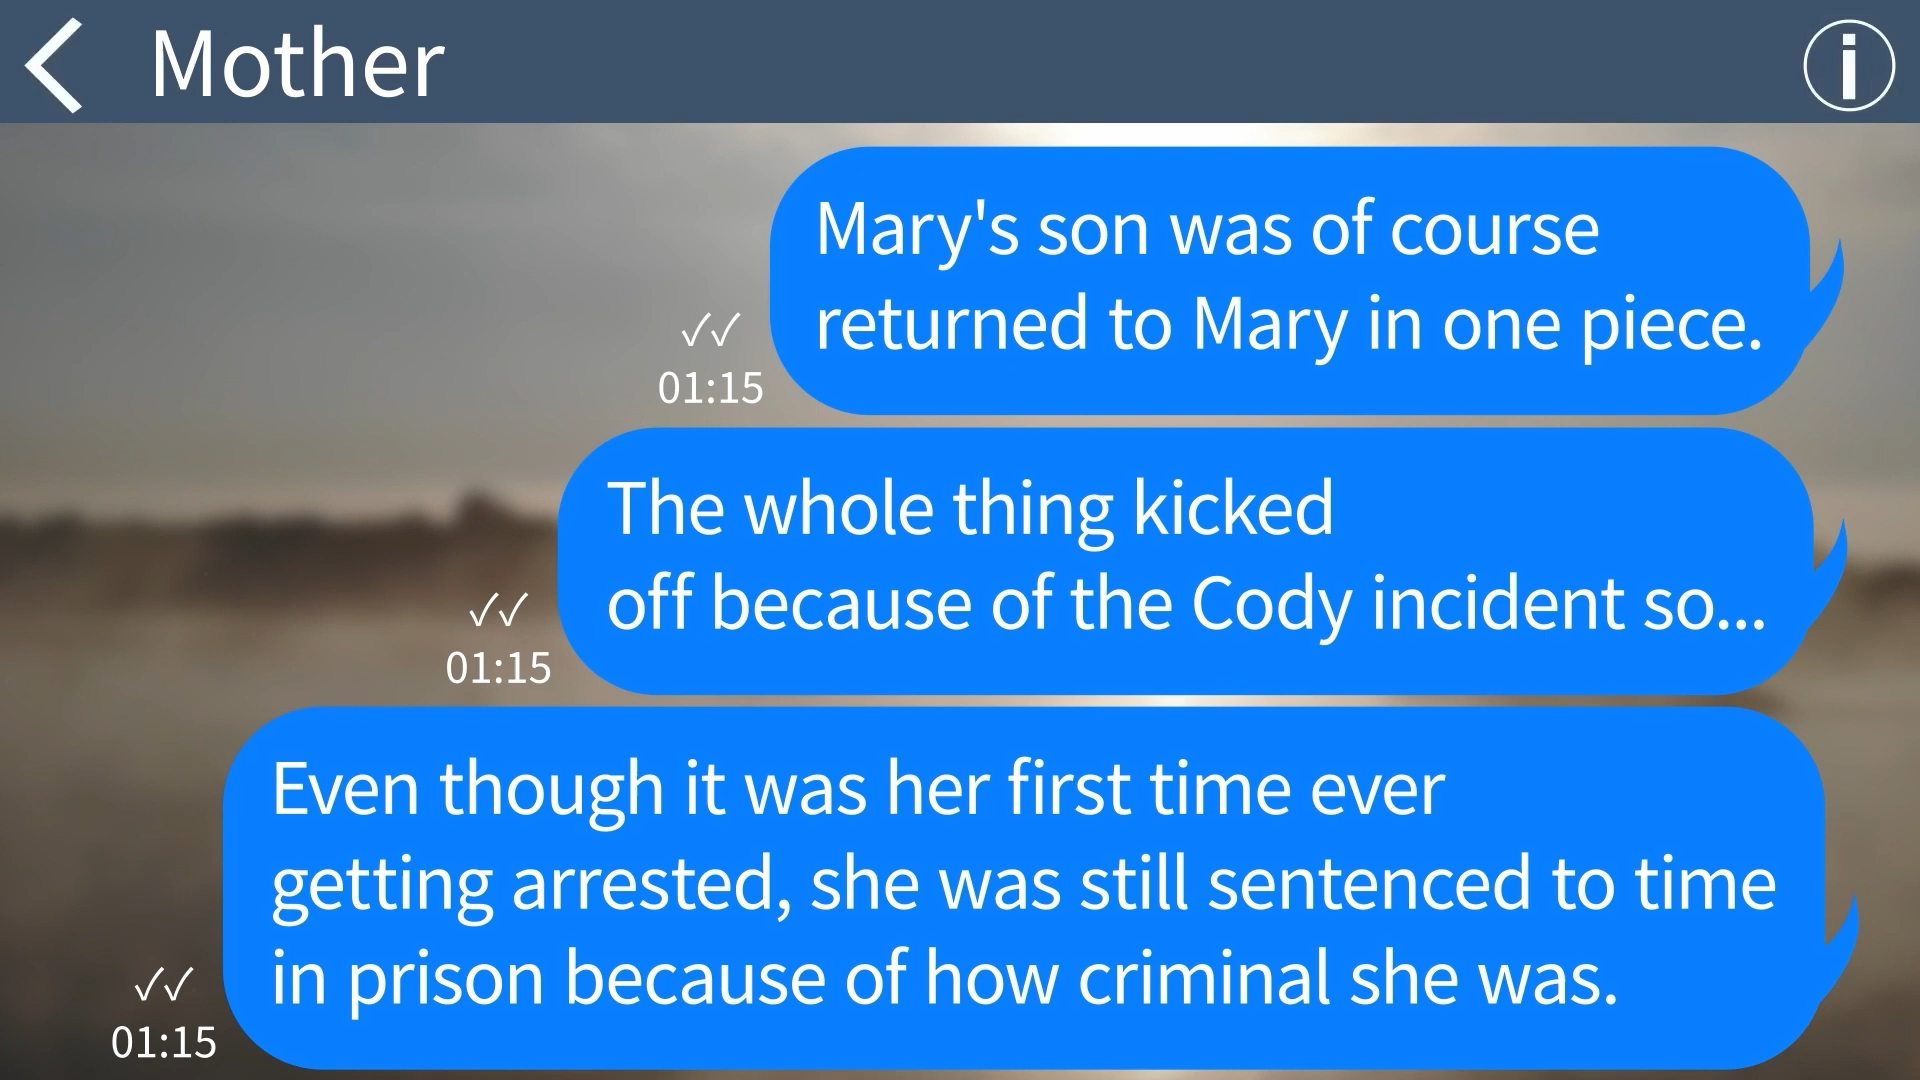 Mother
Mary's son was of course
returned to Mary in one piece.
01:15
The whole thing kicked
off because of the Cody incident so...
01:15
Even though it was her first time ever
getting arrested, she was still sentenced to time
in prison because of how criminal she was.
01:15